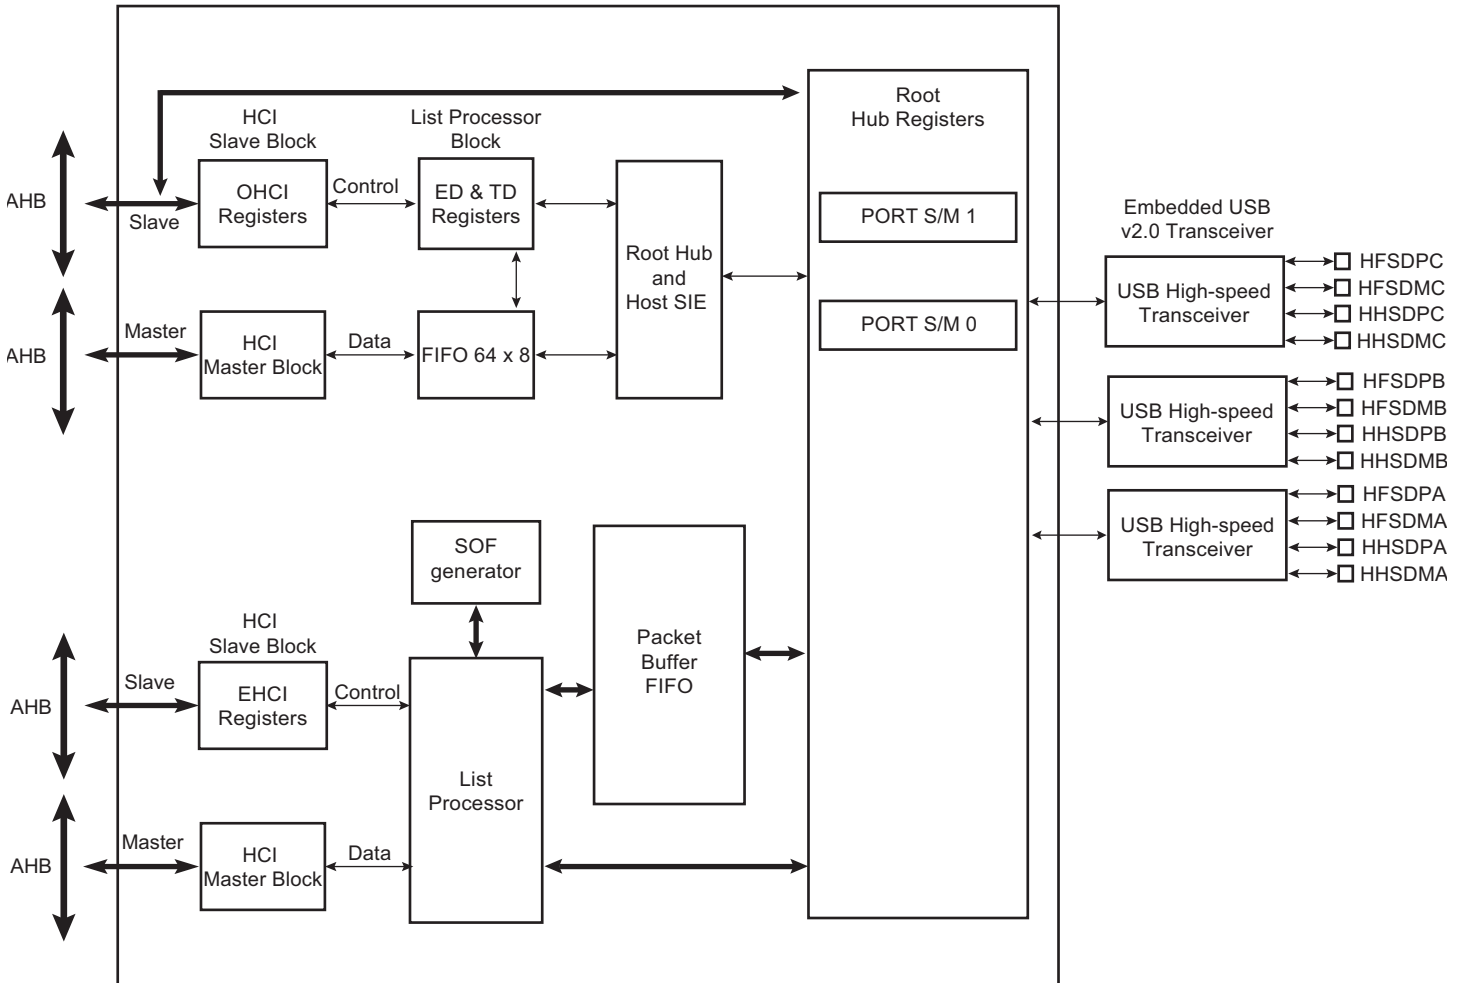 Root
Hub Registers
HCI
Slave Block
List Processor
Block
AHB
Slave
OHCI
Registers
Control
ED & TD
Registers
Root Hub
and
Host SIE
PORT S/M 1
PORT S/M 0
AHB
Master
HCI
Master Block
Data
FIFO 64 x 8
Embedded USB
v2.0 Transceiver
USB High-speed
Transceiver
HFSDPC
HFSDMC
HHSDPC
HHSDMC
USB High-speed
Transceiver
HFSDPB
HFSDMB
HHSDPB
HHSDMB
USB High-speed
Transceiver
HFSDPA
HFSDMA
HHSDPA
HHSDMA
SOF
generator
Packet
Buffer
FIFO
HCI
Slave Block
AHB
Slave
EHCI
Registers
Control
List
Processor
AHB
Master
HCI
Master Block
Data